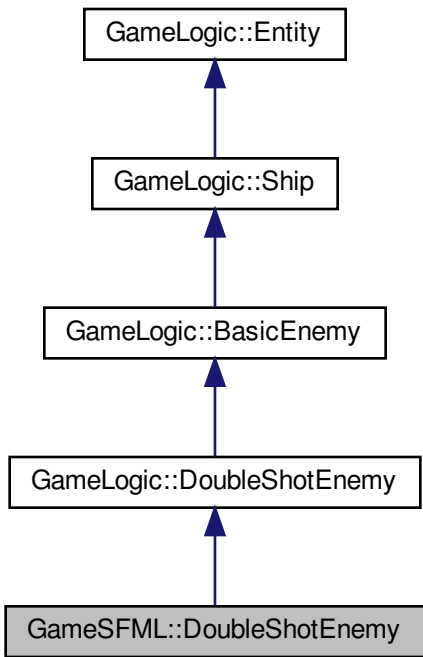 GameLogic::Entity
GameLogic::Ship
GameLogic::BasicEnemy
GameLogic::DoubleShotEnemy
GameSFML::DoubleShotEnemy